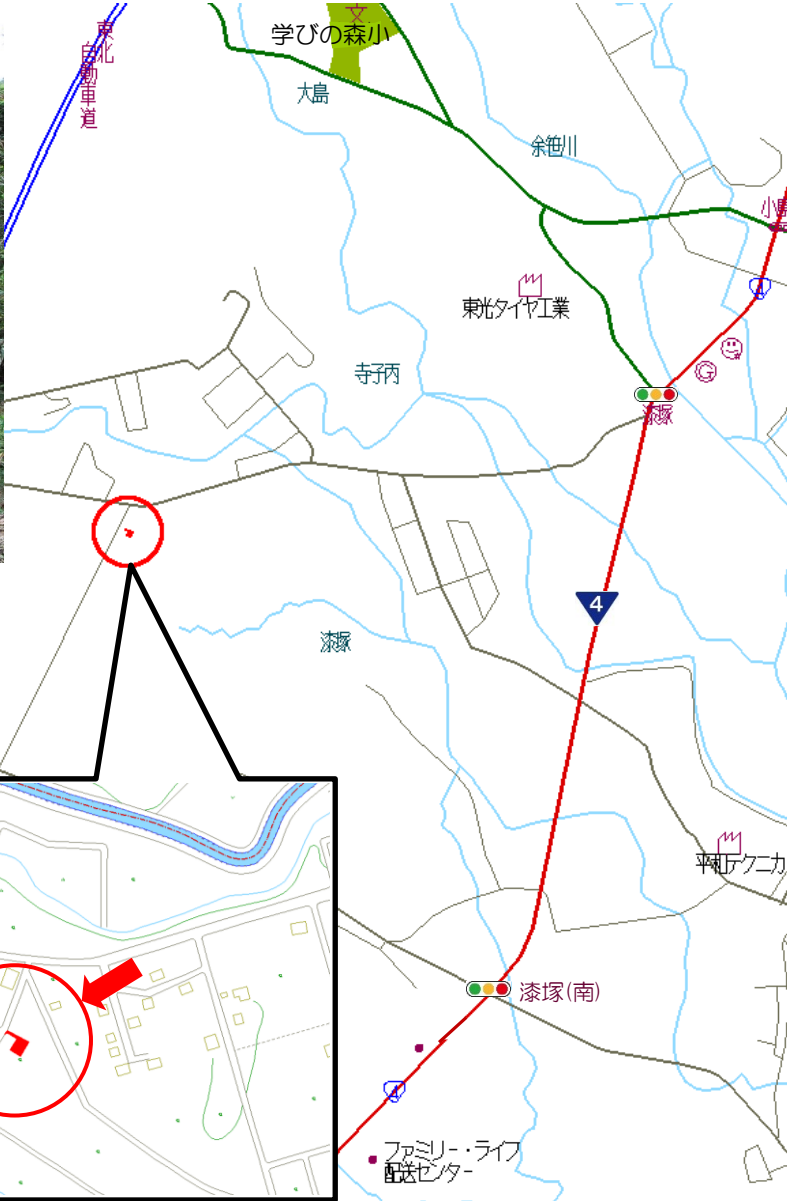 文
学びの森小
東北
自動車道
大島
余笹川
小島
4
東光タイヤ工業
寺子丙
G
漆塚
4
漆塚
平和テクニカ
漆塚(南)
4
ファミリー・ライフ
配送センター